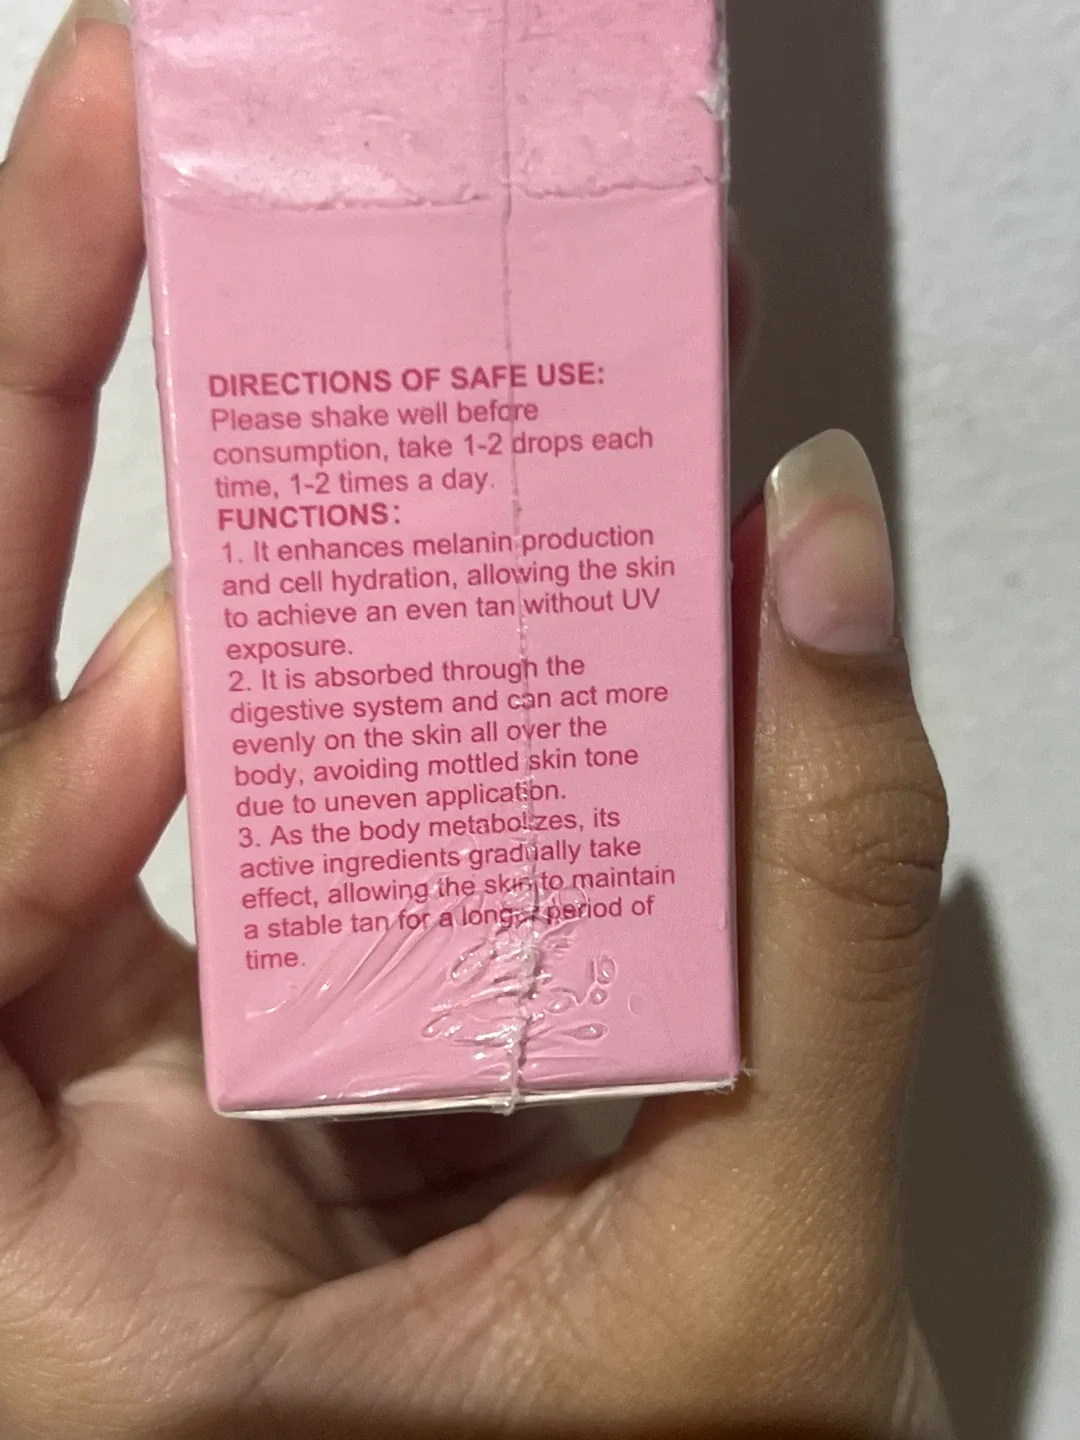 DIRECTIONS OF SAFE USE:
Please shake well before
consumption, take 1-2 drops each
time, 1-2 times a day.
FUNCTIONS:
1. It enhances melanin production
and cell hydration, allowing the skin
to achieve an even tan without UV
exposure.
2. It is absorbed through the
digestive system and can act more
evenly on the skin all over the
body, avoiding mottled skin tone
due to uneven application.
3. As the body metabolizes, its
active ingredients gradually take
effect, allowing the skin to maintain
a stable tan for a longer period of
time.